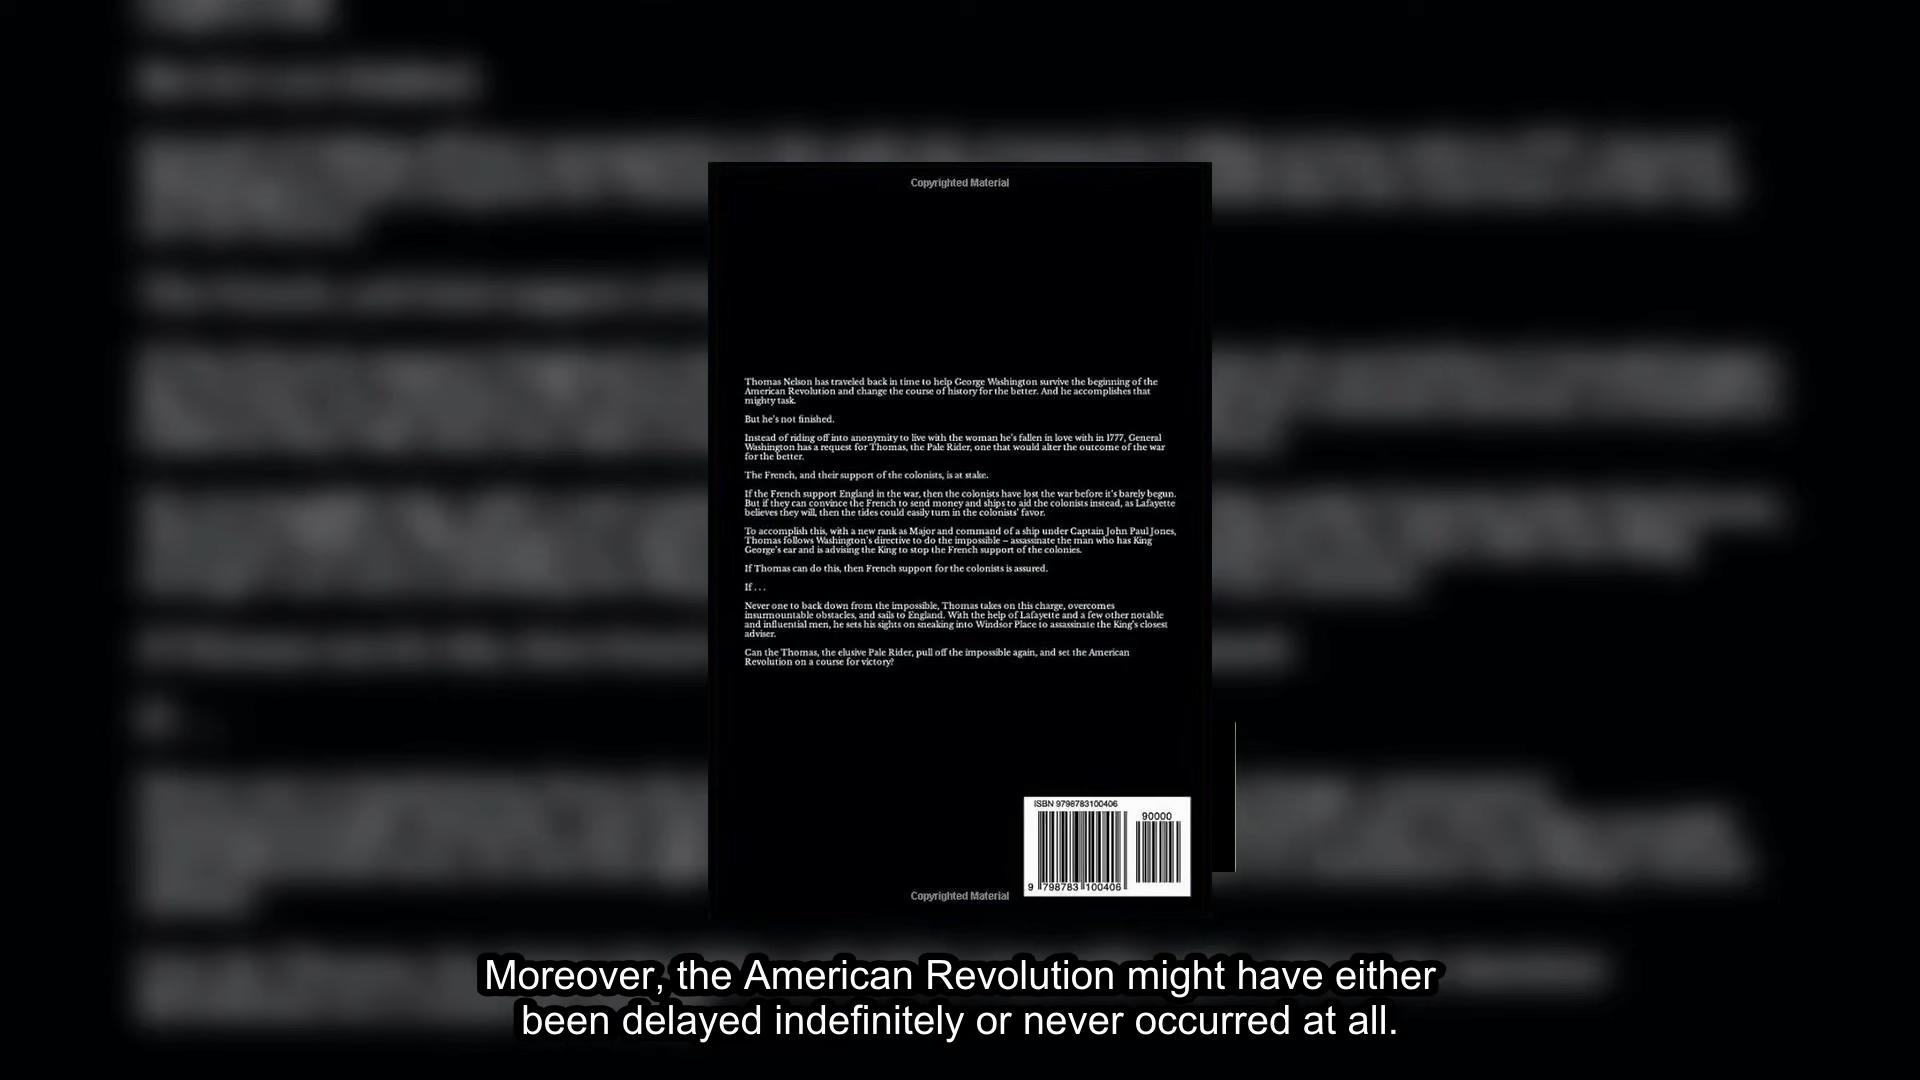 Copyrighted Material
Thomas Nelson has traveled back in time to help George Washington survive the beginning of the
American Revolution and change the course of history for the better. And he accomplishes that
mighty task.
But he's not finished.
Instead of riding off into anonymity to live with the woman he's fallen in love with in 1777, General
Washington has a request for Thomas, the Pale Rider, one that would alter the outcome of the war
for the better.
The French, and their support of the colonists, is at stake.
If the French support England in the war, then the colonists have lost the war before it's barely begun.
But if they can convince the French to send money and ships to aid the colonists instead, as Lafayette
believes they will, then the tides could easily turn in the colonists' favor.
To accomplish this, with a new rank as Major and command of a ship under Captain John Paul Jones,
Thomas follows Washington's directive to do the impossible – assassinate the man who has King
George's ear and is advising the King to stop the French support of the colonies.
If Thomas can do this, then French support for the colonists is assured.
If . . .
Never one to back down from the impossible, Thomas takes on this charge, overcomes
insurmountable obstacles, and sails to England. With the help of Lafayette and a few other notable
and influential men, he sets his sights on sneaking into Windsor Place to assassinate the King's closest
adviser.
Can the Thomas, the elusive Pale Rider, pull off the impossible again, and set the American
Revolution on a course for victory?
ISBN 9798783100406
90000
9 798783 100406
Copyrighted Material
Moreover, the American Revolution might have either
been delayed indefinitely or never occurred at all.